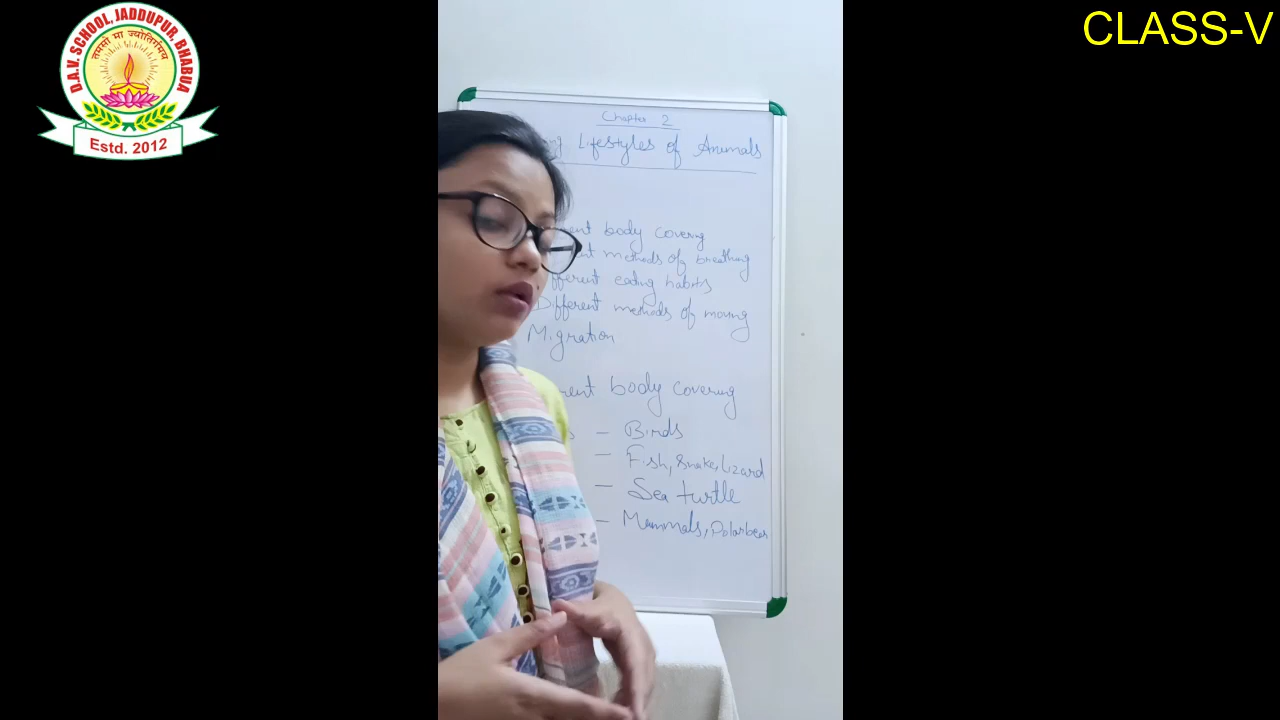 D.A.V. SCHOOL, JADDUPUR, BHABUA
तमसो मा ज्योतिर्गमय
Estd. 2012
CLASS-V
Chapter 2
Lifestyles of Animals
body covering
methods of breathing
eating habits
Different methods of moving
Migration
body covering
– Birds
– Fish, Snake, Lizard
– Sea turtle
– Mammals, Polar bear